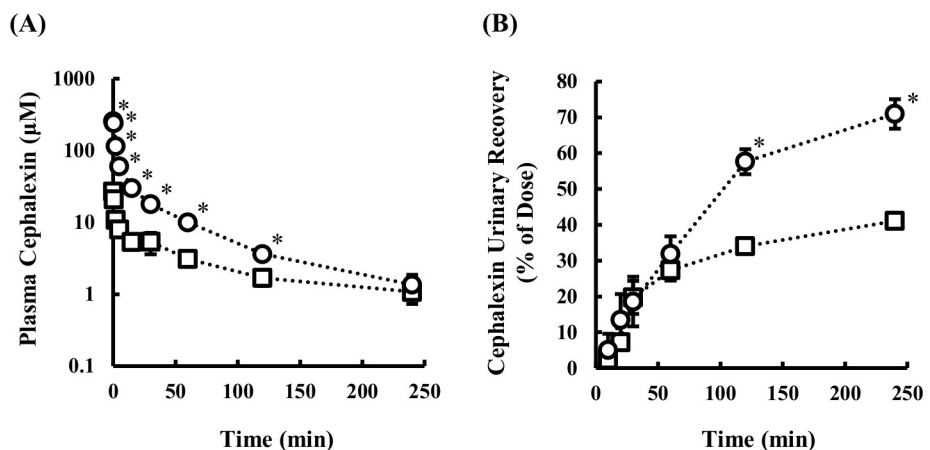 (A)
Plasma Cephalexin (µM)
1000
100
10
1
0.1
* * * * * * * *
0 50 100 150 200 250
Time (min)
(B)
Cephalexin Urinary Recovery
(% of Dose)
80
70
60
50
40
30
20
10
0
* *
0 50 100 150 200 250
Time (min)